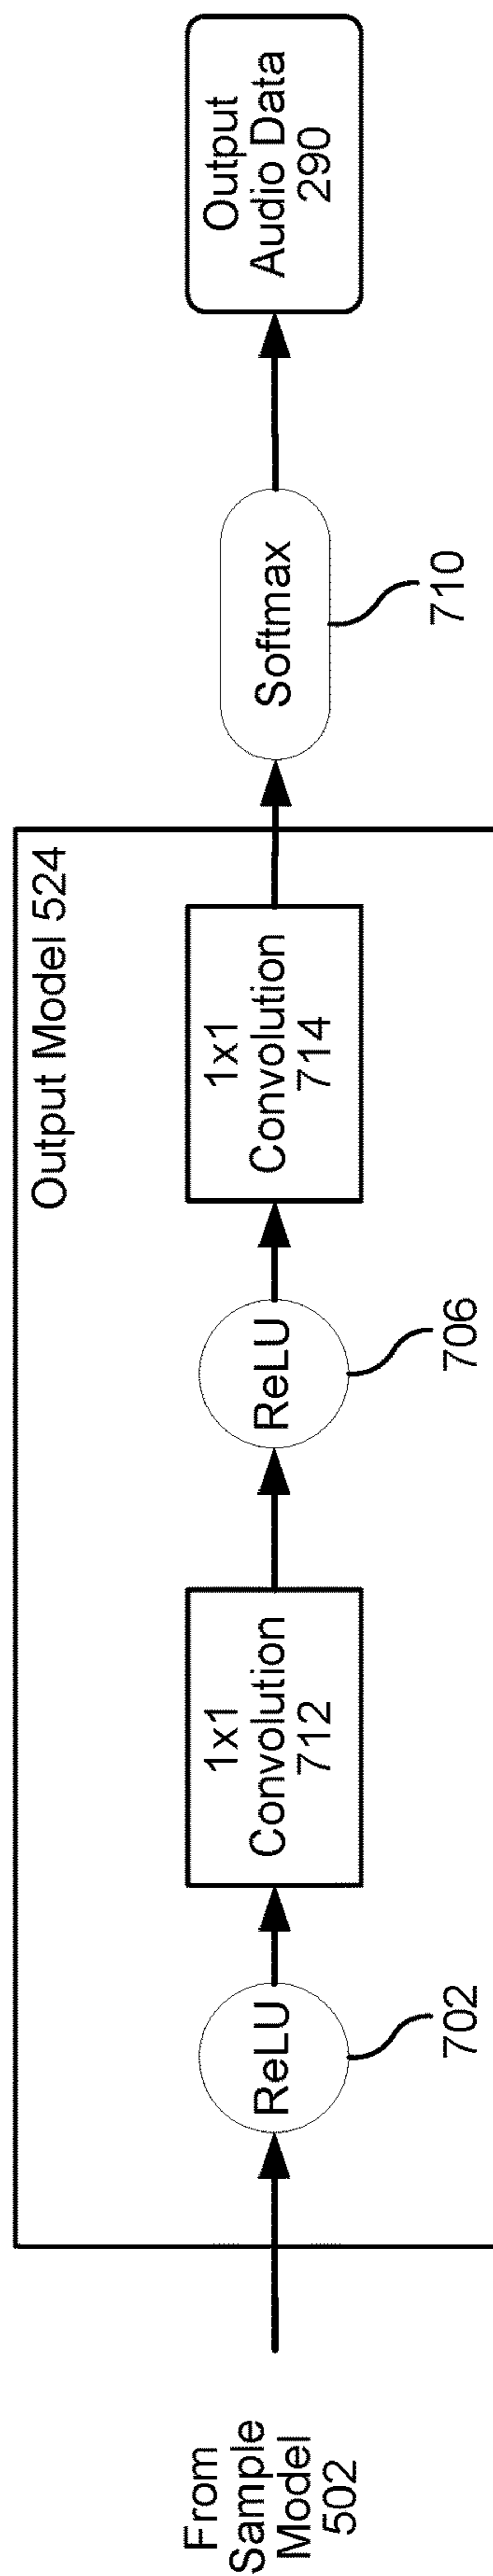 Output Model 524
From
Sample
Model
502
ReLU
702
1x1
Convolution
712
ReLU
706
1x1
Convolution
714
Softmax
710
Output
Audio Data
290